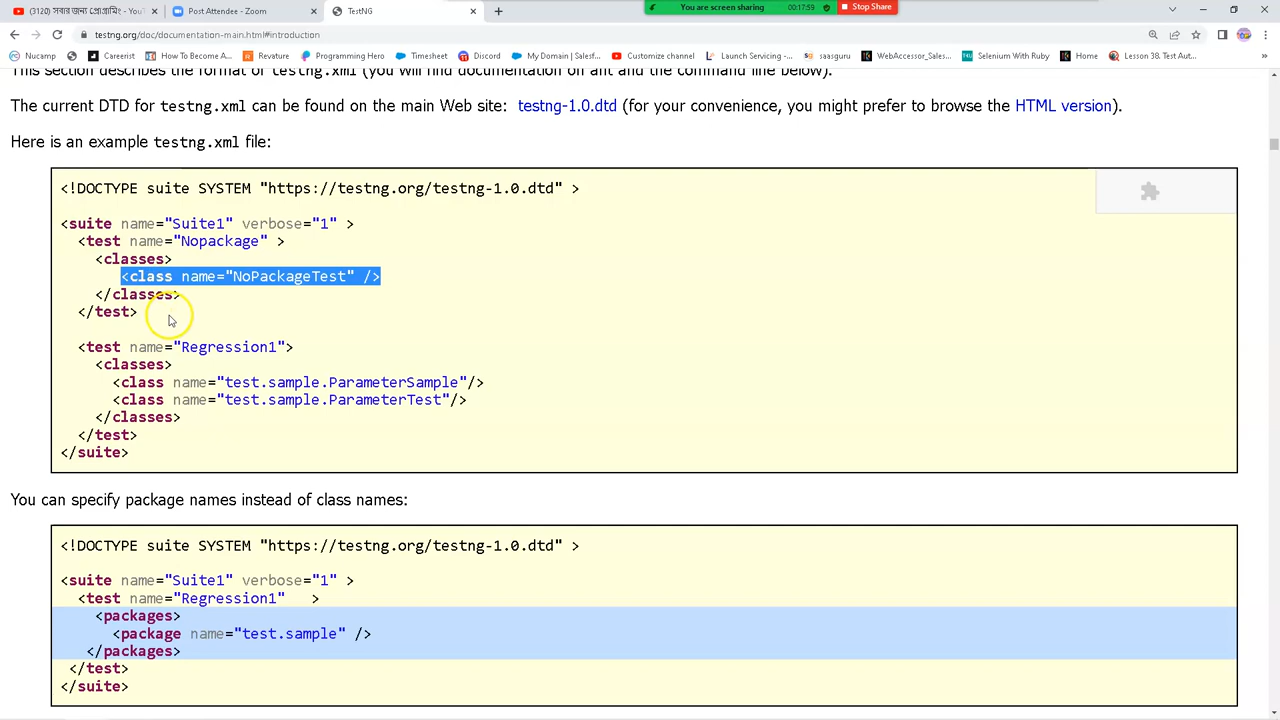 (3120) সবার জন্য প্রোগ্রামিং - You
Post Attendee - Zoom
TestNG
You are screen sharing
00:17:59
Stop Share
testng.org/doc/documentation-main.html#introduction
Nucamp
Careerist
How To Become A...
Revature
Programming Hero
Timesheet
Discord
My Domain | Salesf...
Customize channel
Launch Servicing -...
saasguru
WebAccessor_Sales...
Selenium With Ruby
Home
Lesson 38. Test Aut...
This section describes the format of testng.xml (you will find documentation on ant and the command line below).
The current DTD for testng.xml can be found on the main Web site: testng-1.0.dtd (for your convenience, you might prefer to browse the HTML version).
Here is an example testng.xml file:
<!DOCTYPE suite SYSTEM "https://testng.org/testng-1.0.dtd" >
<suite name="Suite1" verbose="1" >
<test name="Nopackage" >
<classes>
<class name="NoPackageTest" />
</classes>
</test>
<test name="Regression1">
<classes>
<class name="test.sample.ParameterSample"/>
<class name="test.sample.ParameterTest"/>
</classes>
</test>
</suite>
You can specify package names instead of class names:
<!DOCTYPE suite SYSTEM "https://testng.org/testng-1.0.dtd" >
<suite name="Suite1" verbose="1" >
<test name="Regression1" >
<packages>
<package name="test.sample" />
</packages>
</test>
</suite>